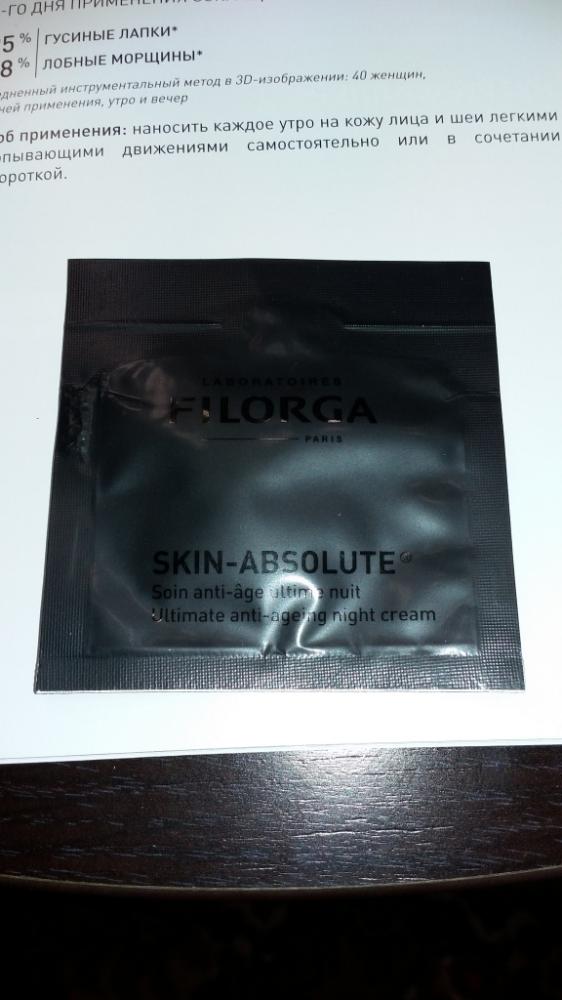 -ГО ДНЯ ПРИМЕНЕНИЯ
5 % ГУСИНЫЕ ЛАПКИ*
8 % ЛОБНЫЕ МОРЩИНЫ*
инструментальный метод в 3D-изображении: 40 женщин,
применения, утро и вечер
применения: наносить каждое утро на кожу лица и шеи легкими
движениями самостоятельно или в сочетании
LABORATOIRES
FILORGA
PARIS
SKIN-ABSOLUTE®
Soin anti-âge ultime nuit
Ultimate anti-ageing night cream